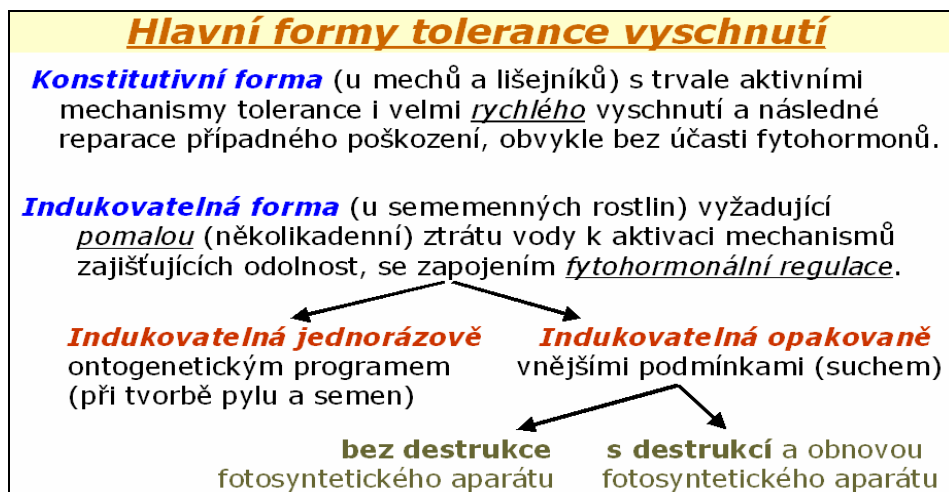 Hlavní formy tolerance vyschnutí
Konstitutivní forma (u mechů a lišejníků) s trvale aktivními
mechanismy tolerance i velmi rychlého vyschnutí a následné
reparace případného poškození, obvykle bez účasti fytohormonů.
Indukovatelná forma (u sememenných rostlin) vyžadující
pomalou (několikadenní) ztrátu vody k aktivaci mechanismů
zajišťujících odolnost, se zapojením fytohormonální regulace.
Indukovatelná jednorázově
ontogenetickým programem
(při tvorbě pylu a semen)
Indukovatelná opakovaně
vnějšími podmínkami (suchem)
bez destrukce
fotosyntetického aparátu
s destrukcí a obnovou
fotosyntetického aparátu